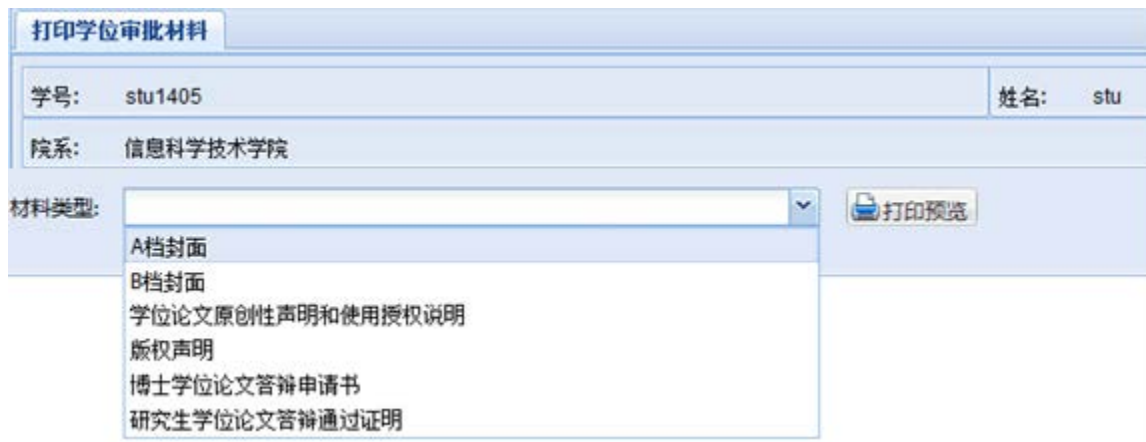 打印学位审批材料
学号: stu1405 姓名: stu
院系: 信息科学技术学院
材料类型: 打印预览
A档封面
B档封面
学位论文原创性声明和使用授权说明
版权声明
博士学位论文答辩申请书
研究生学位论文答辩通过证明